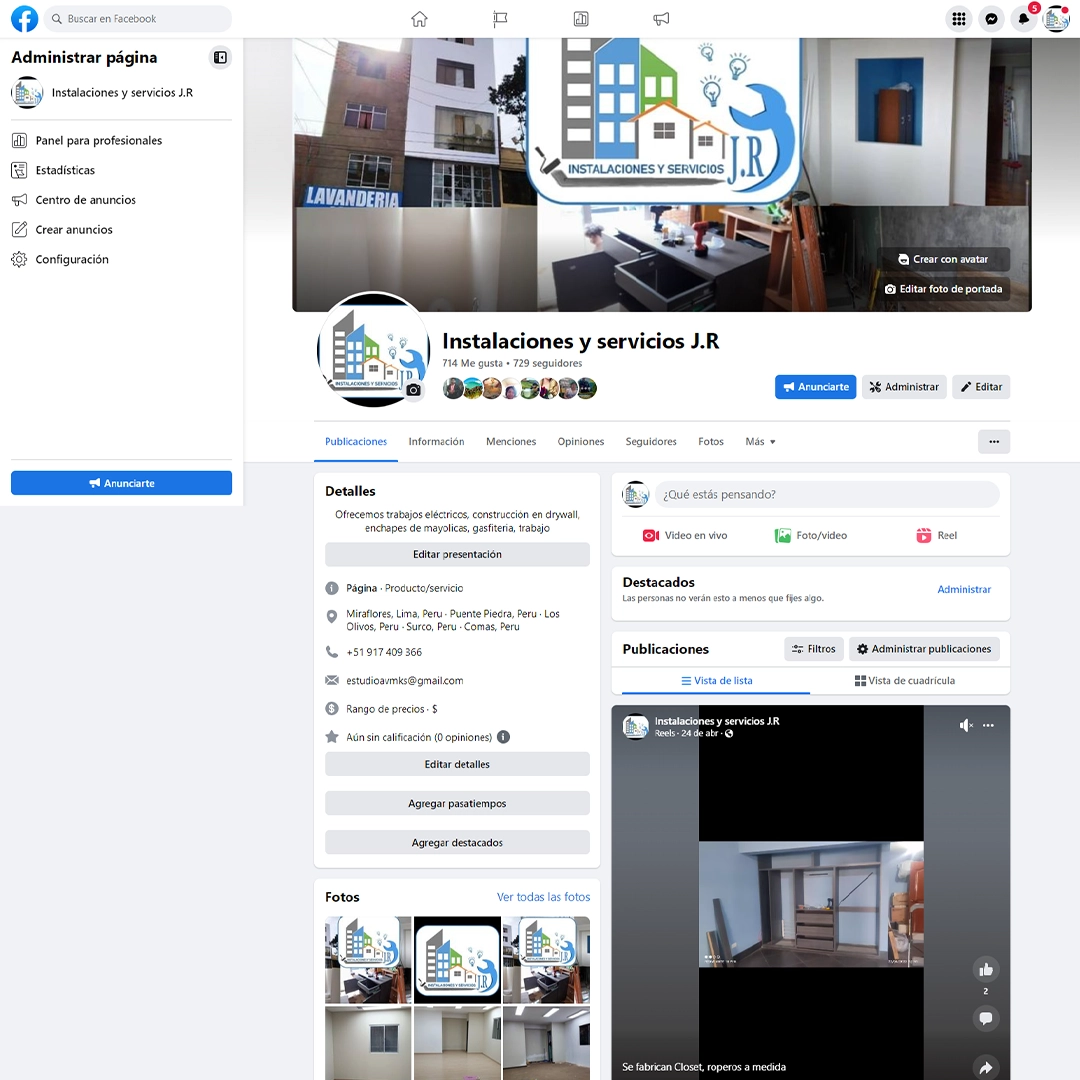 Buscar en Facebook
5
Administrar página
Instalaciones y servicios J.R
Panel para profesionales
Estadísticas
Centro de anuncios
Crear anuncios
Configuración
Anunciarte
LAVANDERIA
INSTALACIONES Y SERVICIOS
J.R
Crear con avatar
Editar foto de portada
INSTALACIONES Y SERVICIOS
Instalaciones y servicios J.R
714 Me gusta • 729 seguidores
Anunciarte
Administrar
Editar
Publicaciones
Información
Menciones
Opiniones
Seguidores
Fotos
Más
Detalles
Ofrecemos trabajos eléctricos, construcción en drywall,
enchapes de mayolicas, gasfiteria, trabajo
Editar presentación
Página · Producto/servicio
Miraflores, Lima, Peru · Puente Piedra, Peru · Los
Olivos, Peru · Surco, Peru · Comas, Peru
+51 917 409 366
estudioavmks@gmail.com
Rango de precios · $
Aún sin calificación (0 opiniones)
Editar detalles
Agregar pasatiempos
Agregar destacados
Fotos
Ver todas las fotos
¿Qué estás pensando?
Video en vivo
Foto/video
Reel
Destacados
Administrar
Las personas no verán esto a menos que fijes algo.
Publicaciones
Filtros
Administrar publicaciones
Vista de lista
Vista de cuadrícula
Instalaciones y servicios J.R
Reels · 24 de abr ·
2
Se fabrican Closet, roperos a medida